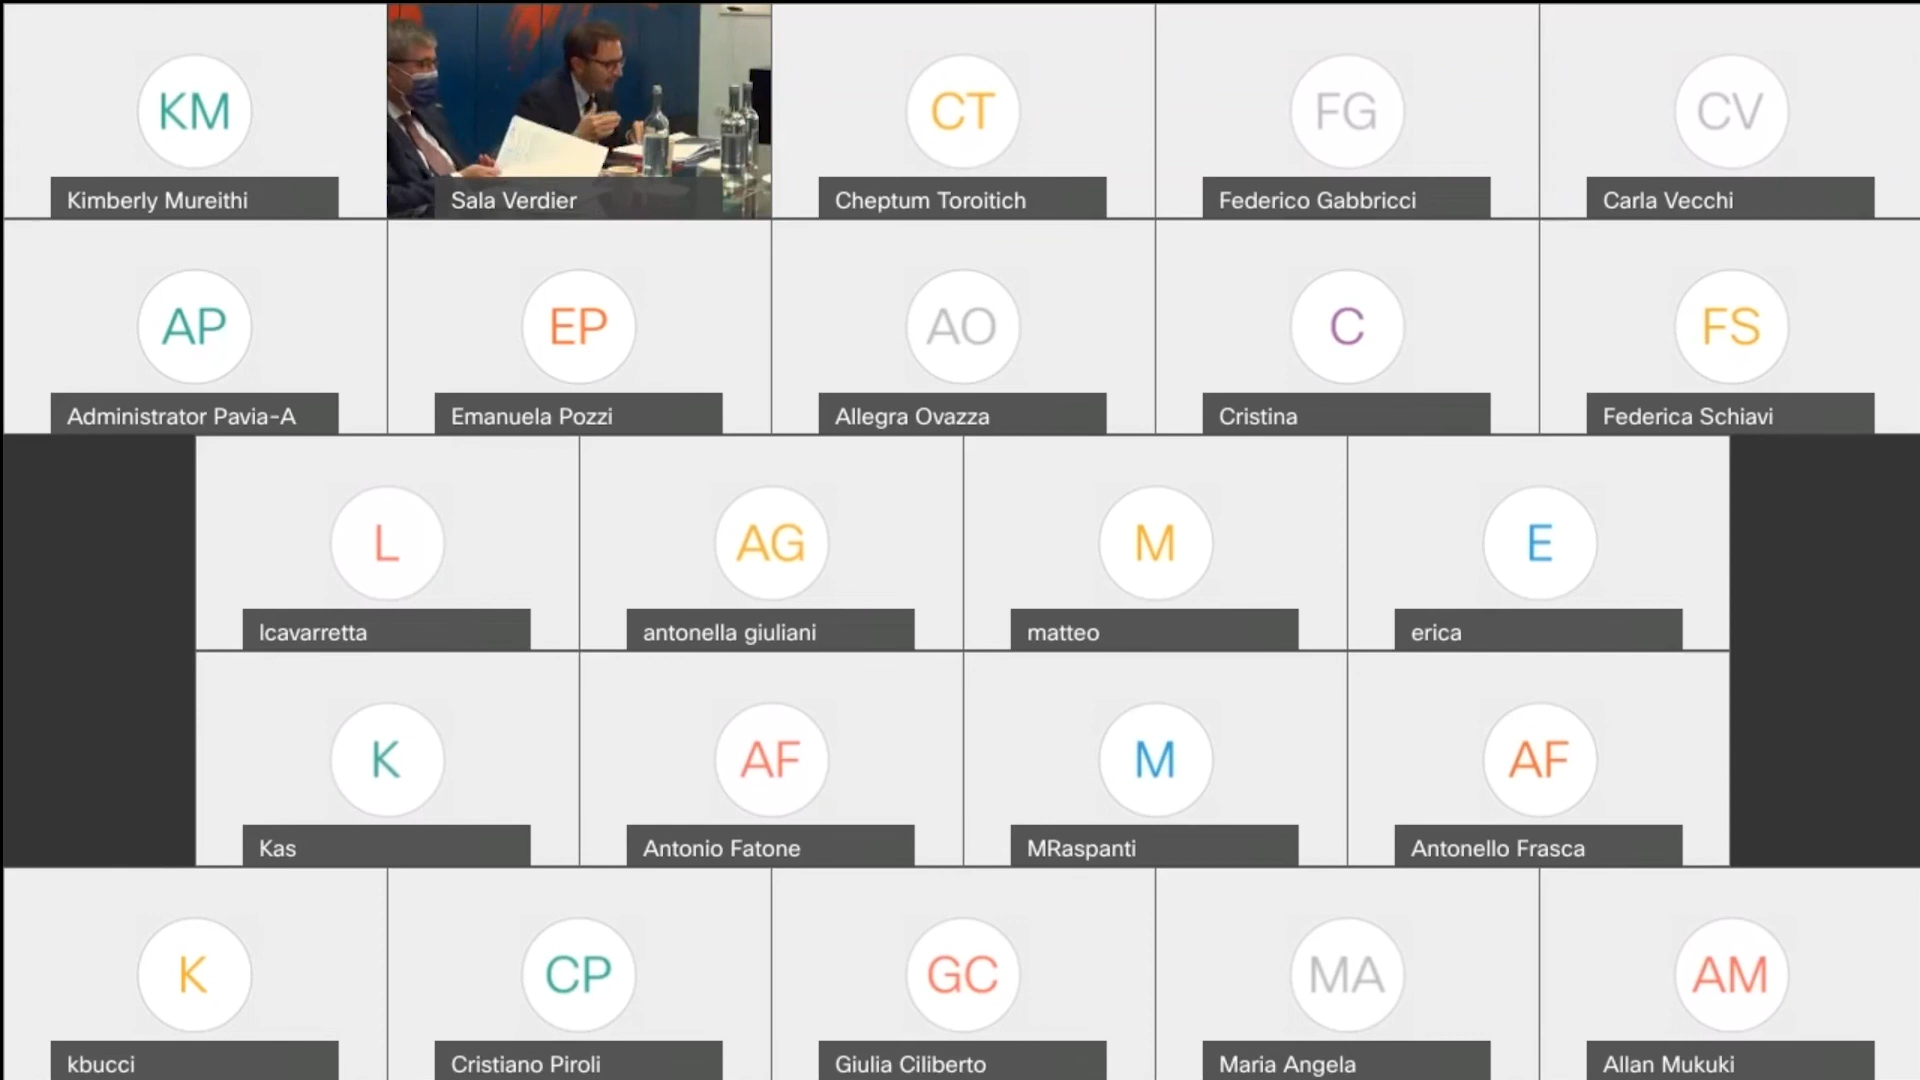 KM
CT
FG
CV
Kimberly Mureithi
Sala Verdier
Cheptum Toroitich
Federico Gabbricci
Carla Vecchi
AP
EP
AO
C
FS
Administrator Pavia-A
Emanuela Pozzi
Allegra Ovazza
Cristina
Federica Schiavi
L
AG
M
E
lcavarretta
antonella giuliani
matteo
erica
K
AF
M
AF
Kas
Antonio Fatone
MRaspanti
Antonello Frasca
K
CP
GC
MA
AM
kbucci
Cristiano Piroli
Giulia Ciliberto
Maria Angela
Allan Mukuki